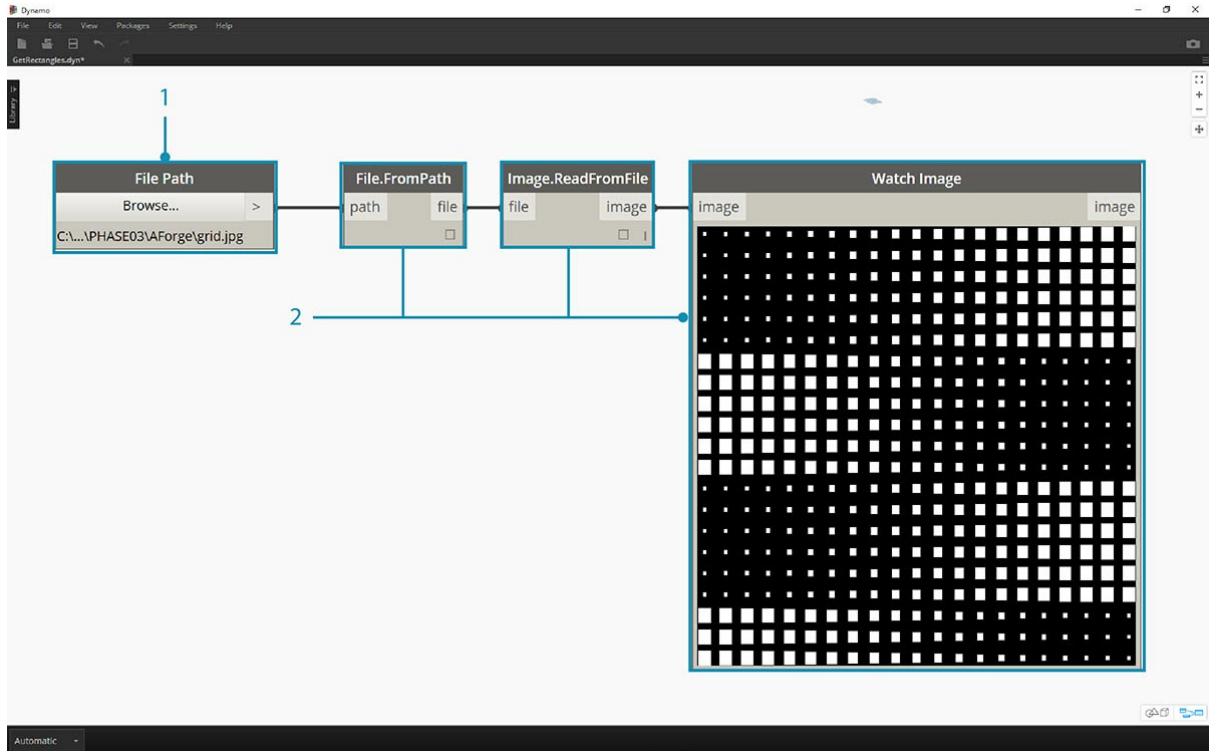 Dynamo
File Edit View Packages Settings Help
GetRectangles.dyn*
Library
1
File Path
Browse... >
C:\...\PHASE03\AForge\grid.jpg
File.FromPath
path file
Image.ReadFromFile
file image
Watch Image
image image
2
Automatic